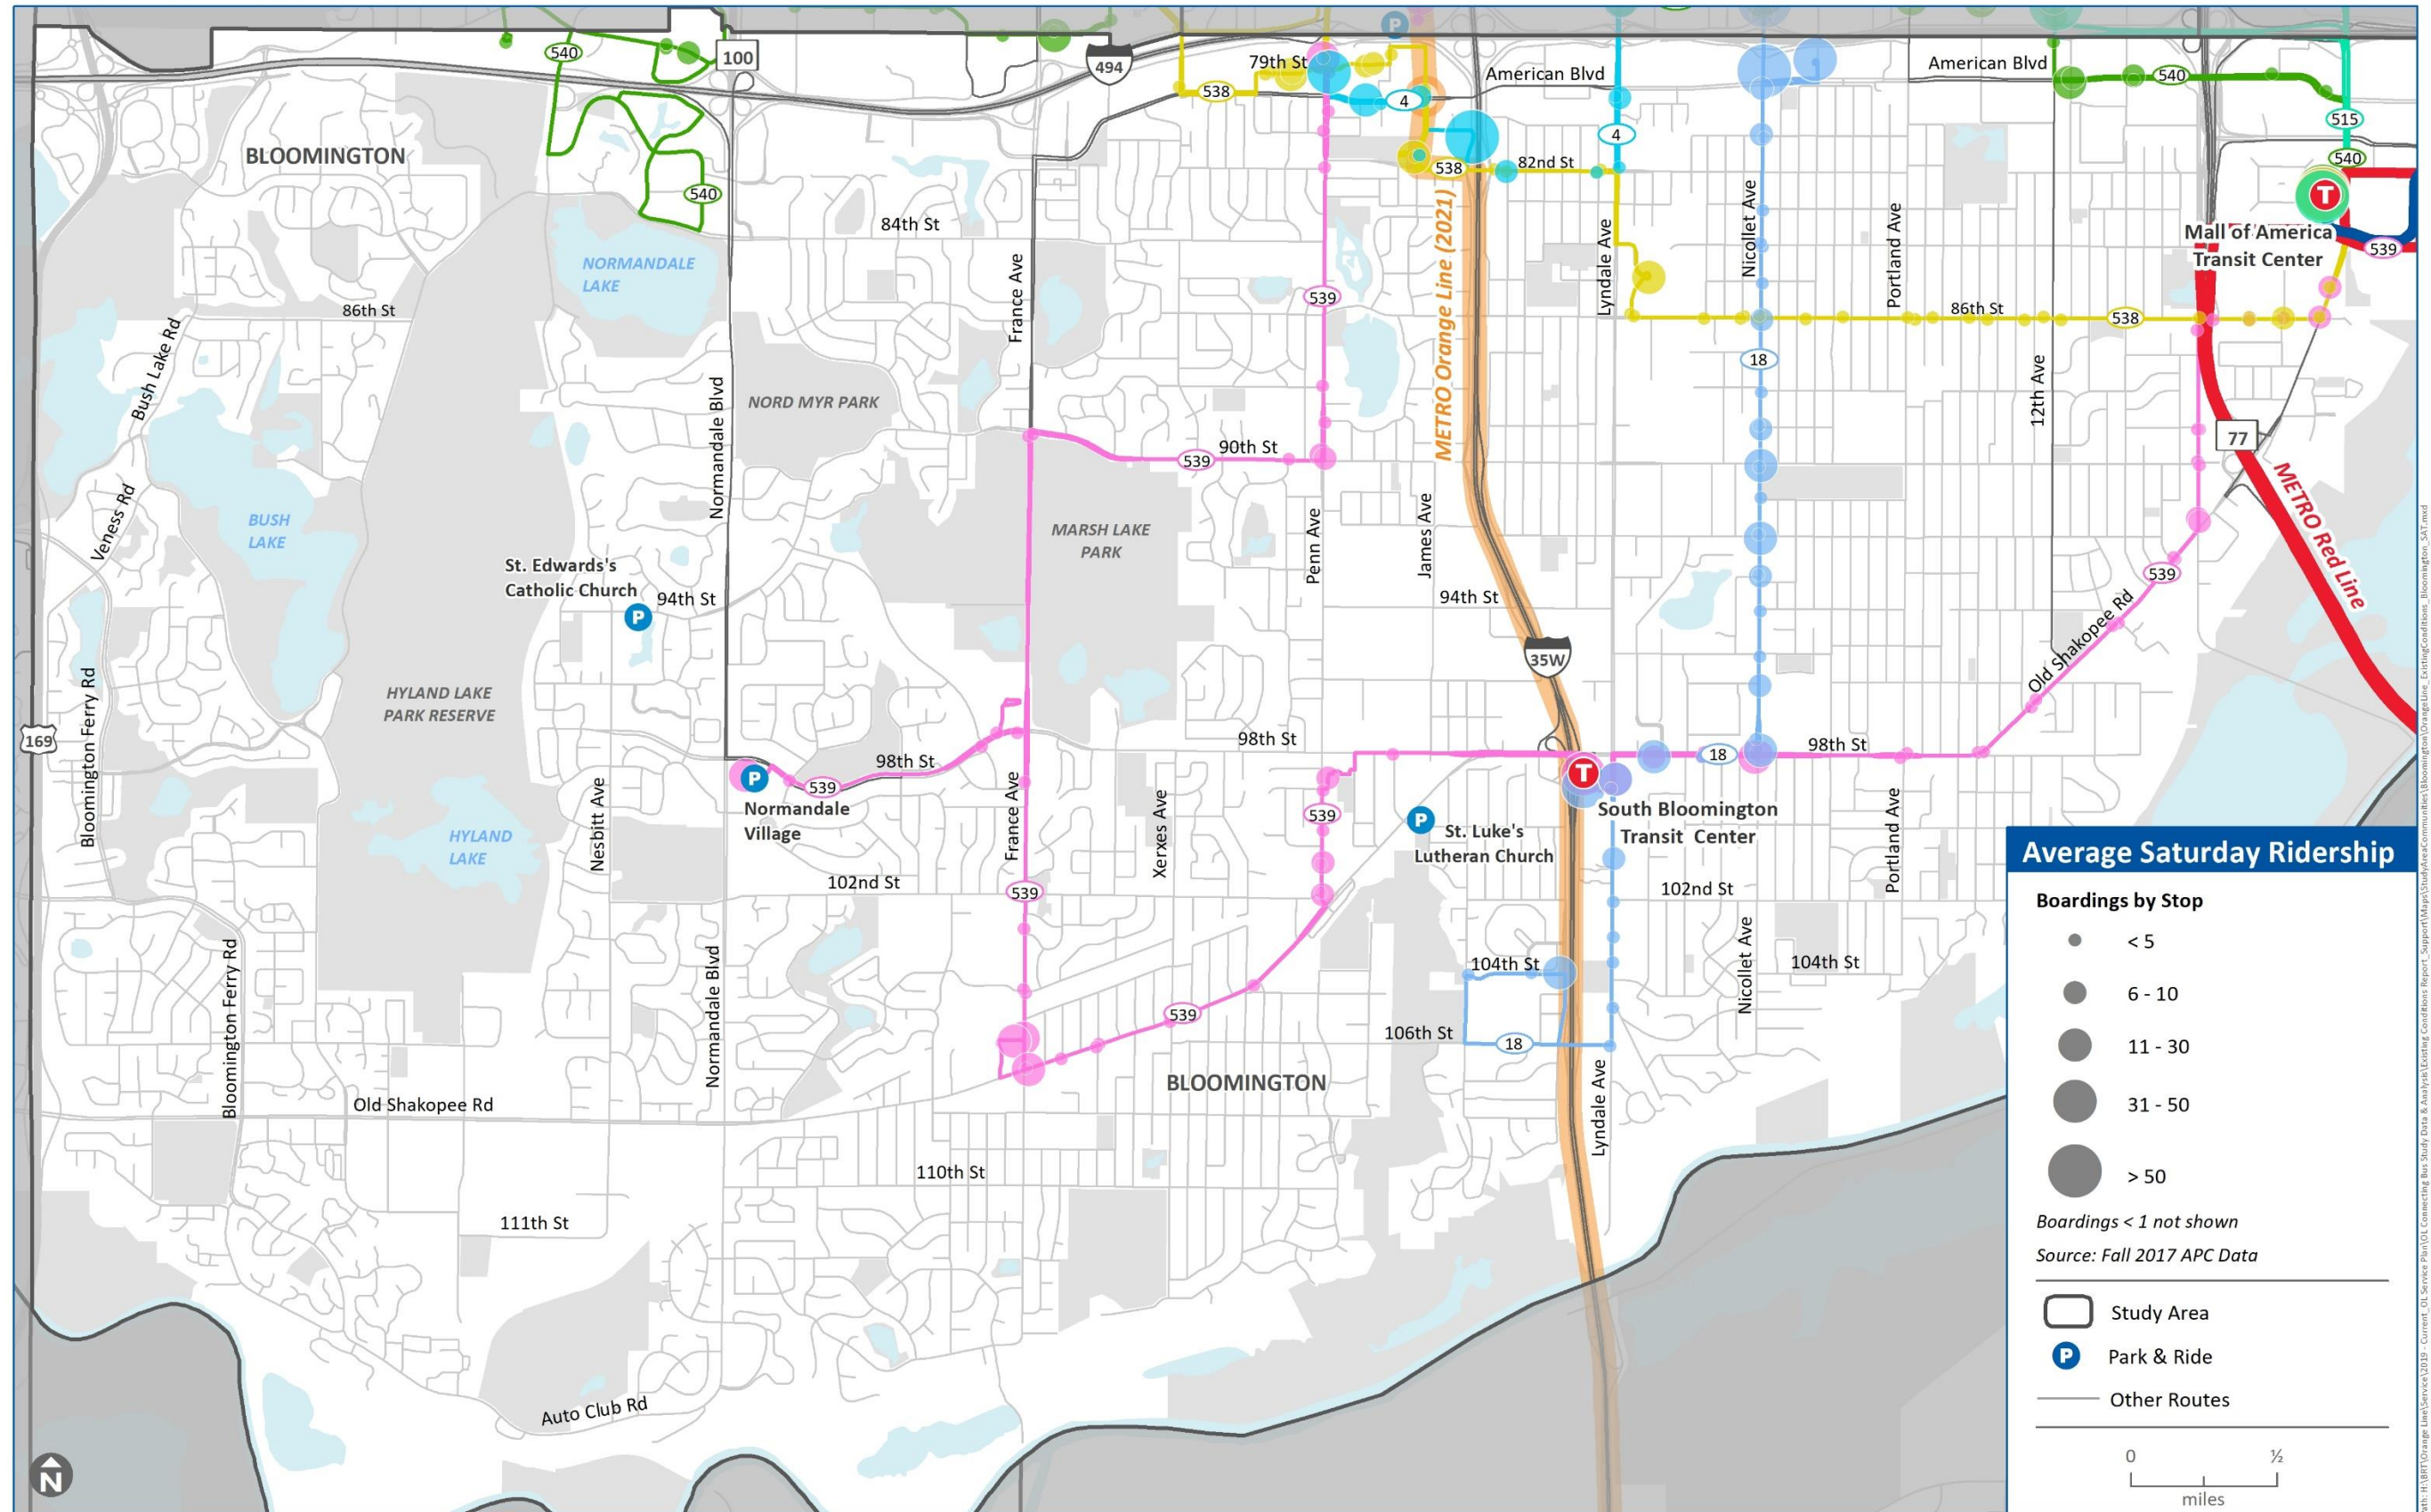 540
100
494
79th St
538
4
American Blvd
4
American Blvd
540
515
540
BLOOMINGTON
540
538
82nd St
84th St
NORMANDALE
LAKE
France Ave
539
METRO Orange Line (2021)
Lyndale Ave
Nicollet Ave
Portland Ave
Mall of America
Transit Center
539
86th St
86th St
538
Bush Lake Rd
18
12th Ave
Normandale Blvd
NORD MYR PARK
77
90th St
539
METRO Red Line
Veness Rd
BUSH
LAKE
MARSH LAKE
PARK
Penn Ave
James Ave
St. Edwards's
Catholic Church
94th St
94th St
539
Old Shakopee Rd
35W
Bloomington Ferry Rd
HYLAND LAKE
PARK RESERVE
169
98th St
98th St
18
98th St
539
Normandale
Village
Nesbitt Ave
France Ave
Xerxes Ave
539
St. Luke's
Lutheran Church
South Bloomington
Transit Center
Portland Ave
HYLAND
LAKE
102nd St
539
102nd St
Bloomington Ferry Rd
Normandale Blvd
104th St
Nicollet Ave
104th St
539
106th St
18
BLOOMINGTON
Lyndale Ave
Old Shakopee Rd
110th St
111th St
Auto Club Rd
N
P
P
P
P
T
T
Average Saturday Ridership
Boardings by Stop
< 5
6 - 10
11 - 30
31 - 50
> 50
Boardings < 1 not shown
Source: Fall 2017 APC Data
Study Area
P Park & Ride
Other Routes
0 ½
miles